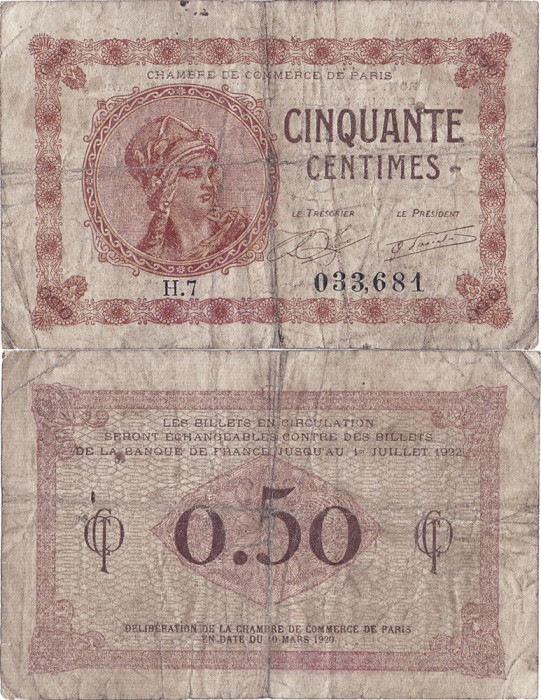 CHAMBRE DE COMMERCE DE PARIS
CINQUANTE
CENTIMES
LE TRÉSORIER LE PRÉSIDENT
H.7 033,681
LES BILLETS EN CIRCULATION
SERONT ÉCHANGEABLES CONTRE DES BILLETS
DE LA BANQUE DE FRANCE JUSQU'AU 1ER JUILLET 1922
0.50
DÉLIBÉRATION DE LA CHAMBRE DE COMMERCE DE PARIS
EN DATE DU 10 MARS 1920